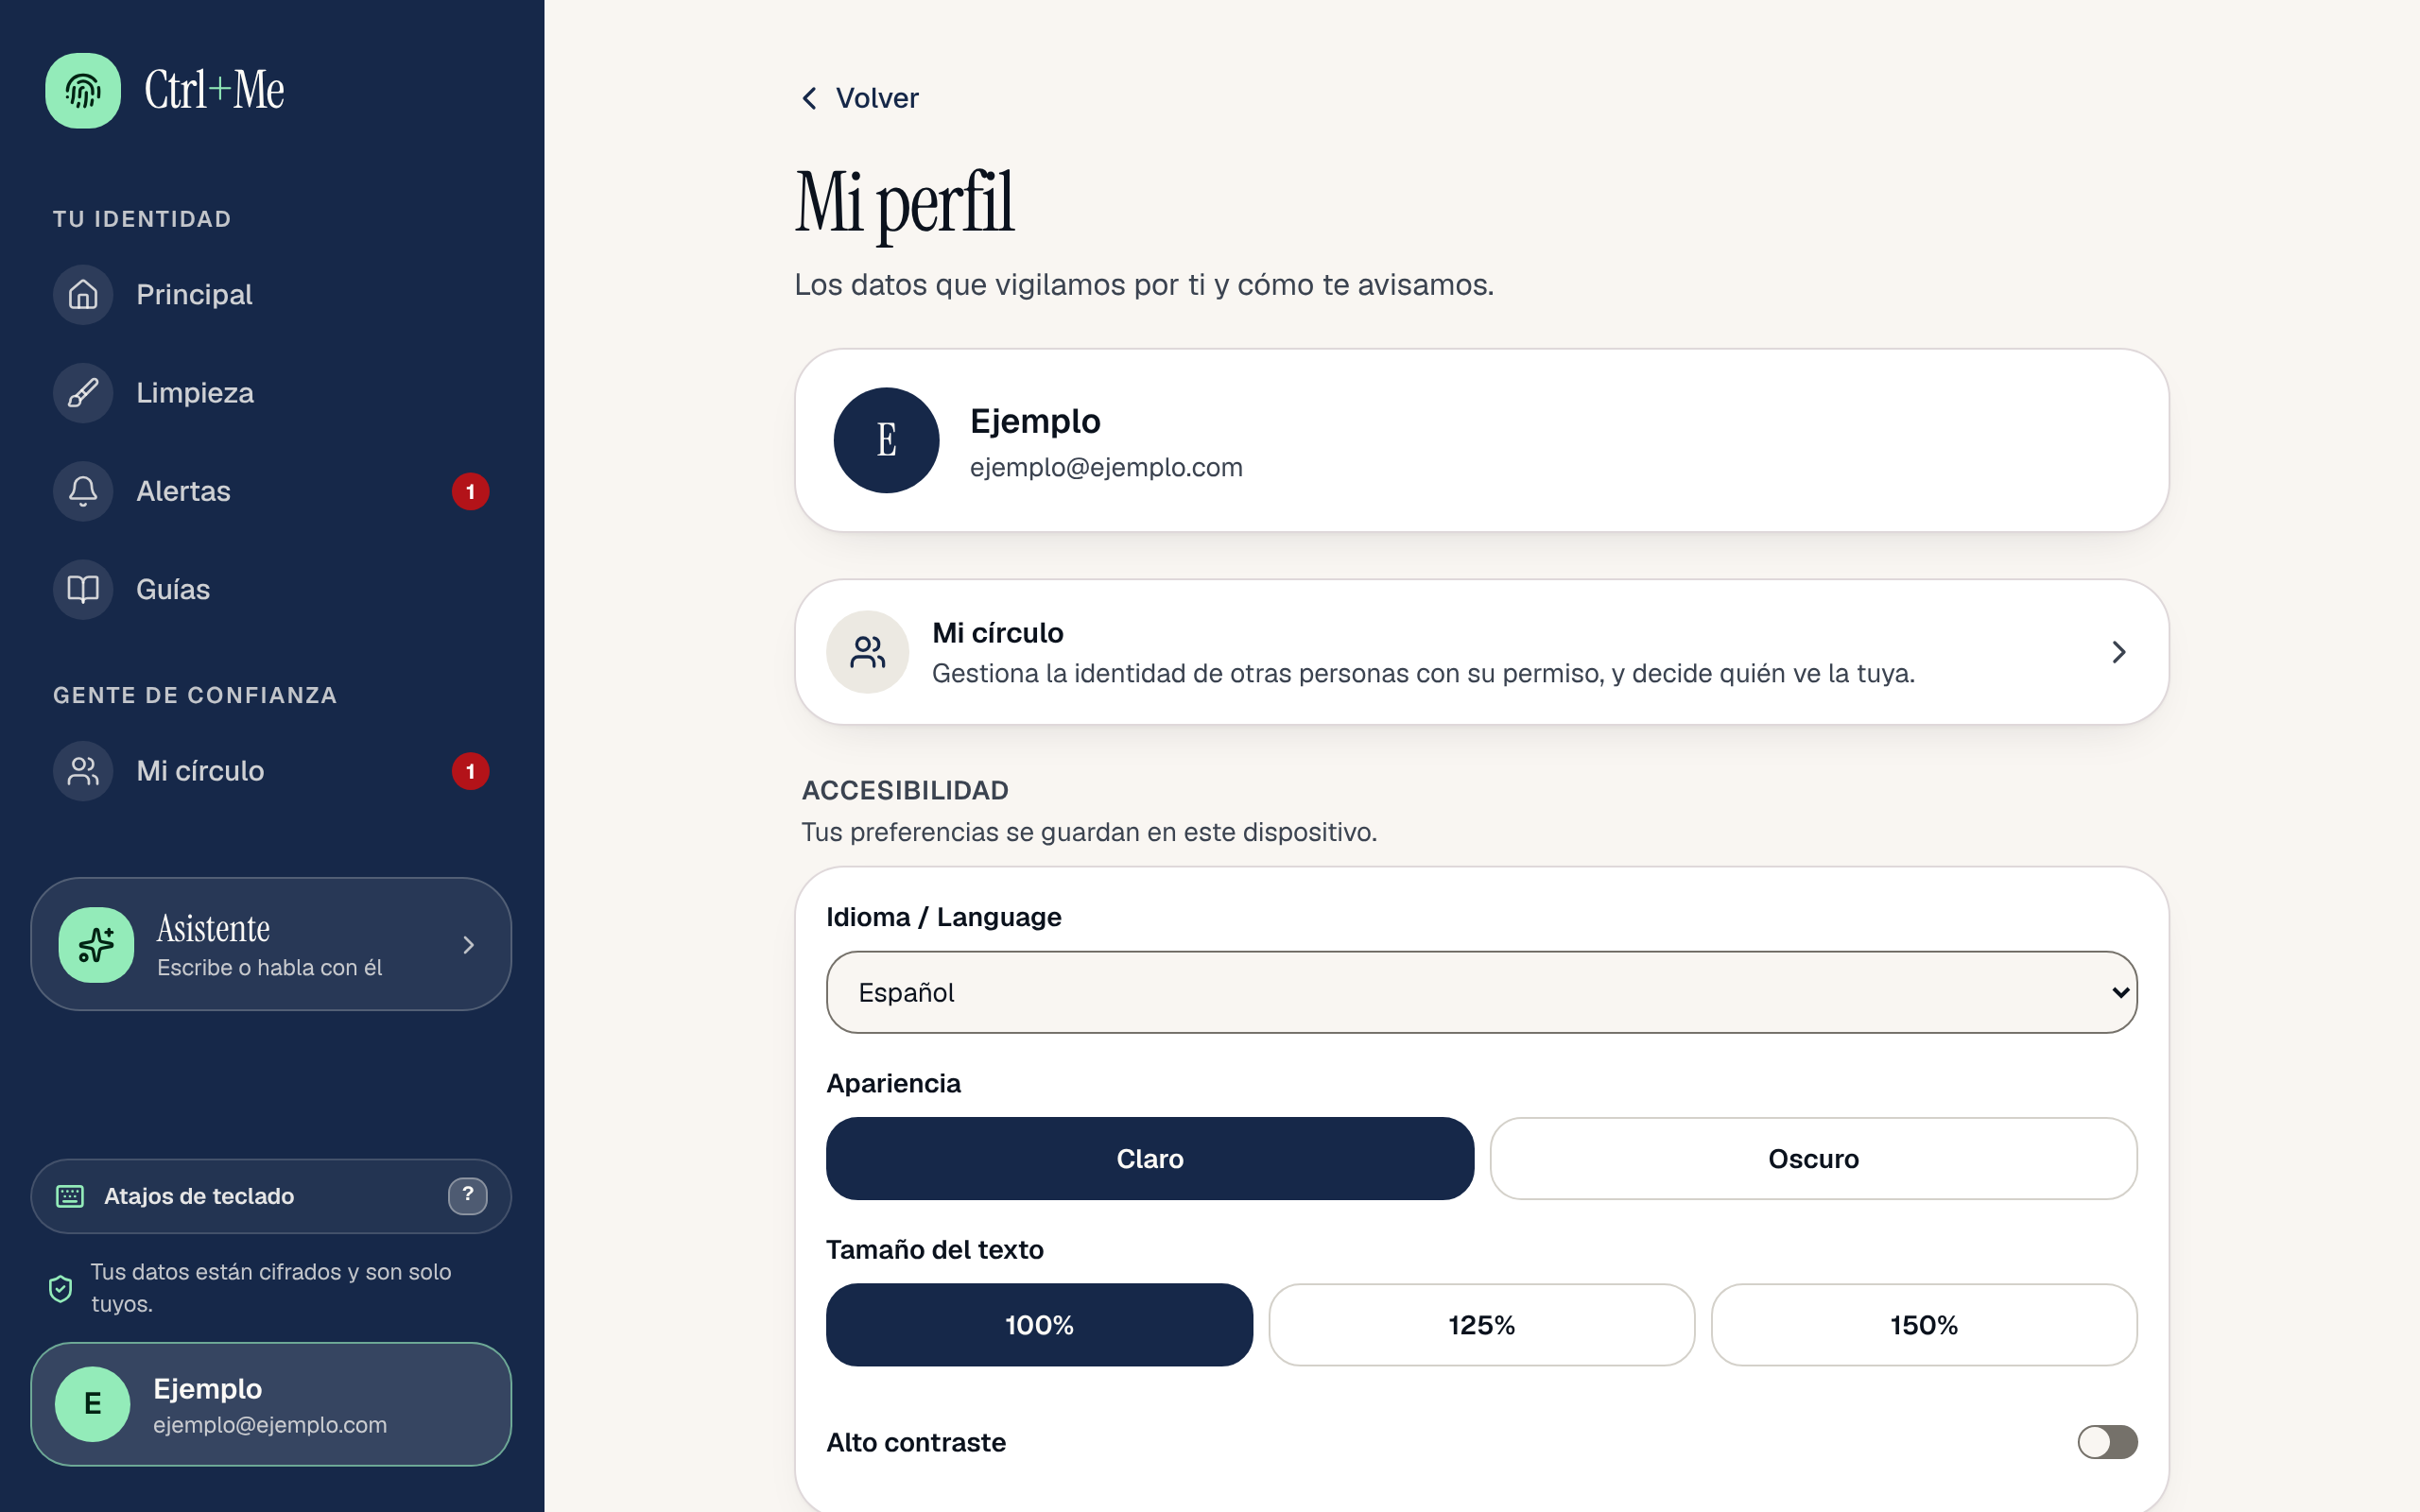 Ctrl+Me
TU IDENTIDAD
Principal
Limpieza
Alertas
1
Guías
GENTE DE CONFIANZA
Mi círculo
1
Asistente
Escribe o habla con él
Atajos de teclado
?
Tus datos están cifrados y son solo
tuyos.
E
Ejemplo
ejemplo@ejemplo.com
Volver
Mi perfil
Los datos que vigilamos por ti y cómo te avisamos.
E
Ejemplo
ejemplo@ejemplo.com
Mi círculo
Gestiona la identidad de otras personas con su permiso, y decide quién ve la tuya.
ACCESIBILIDAD
Tus preferencias se guardan en este dispositivo.
Idioma / Language
Español
Apariencia
Claro
Oscuro
Tamaño del texto
100%
125%
150%
Alto contraste